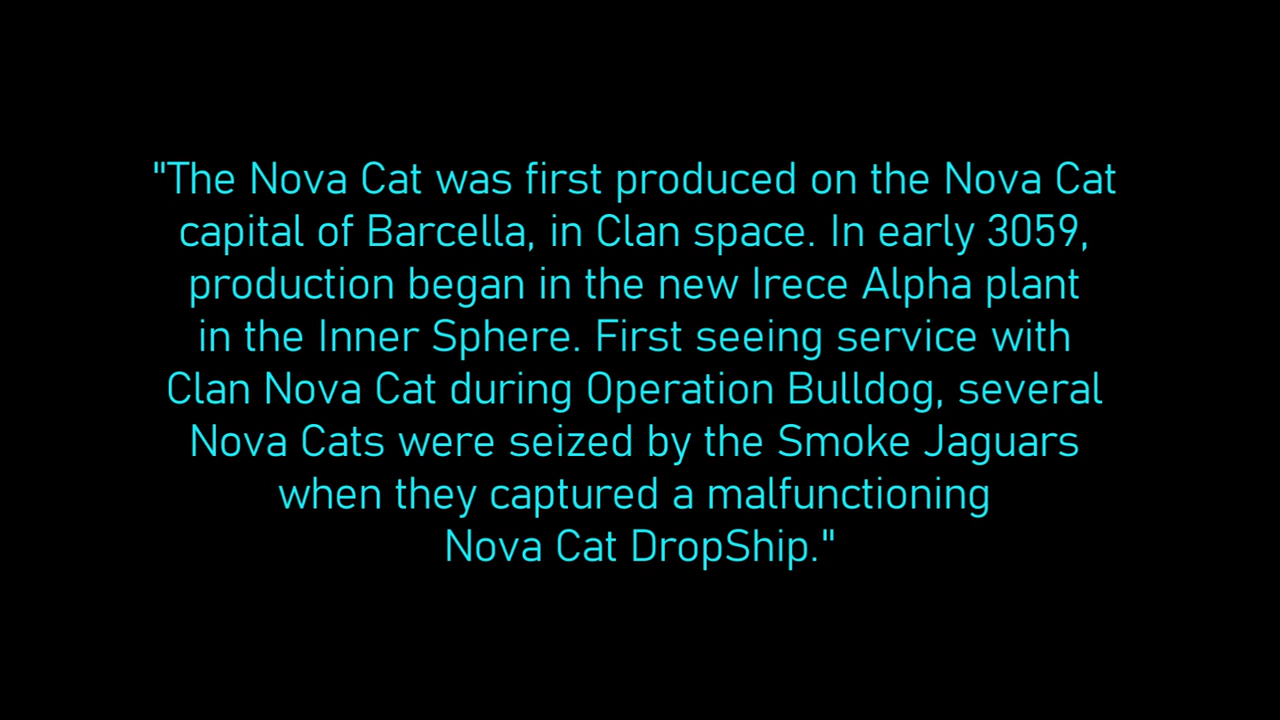 "The Nova Cat was first produced on the Nova Cat
capital of Barcella, in Clan space. In early 3059,
production began in the new Irece Alpha plant
in the Inner Sphere. First seeing service with
Clan Nova Cat during Operation Bulldog, several
Nova Cats were seized by the Smoke Jaguars
when they captured a malfunctioning
Nova Cat DropShip."